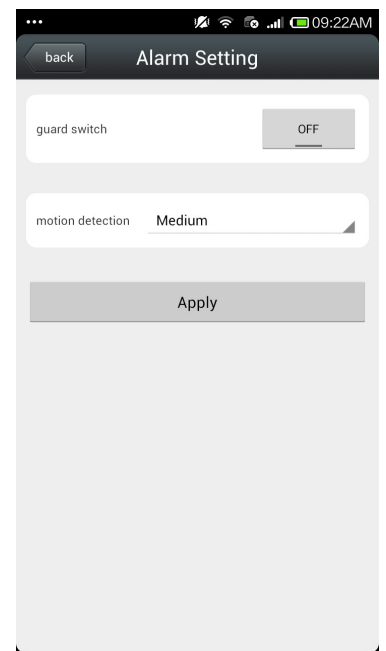 09:22AM
back
Alarm Setting
guard switch
OFF
motion detection
Medium
Apply